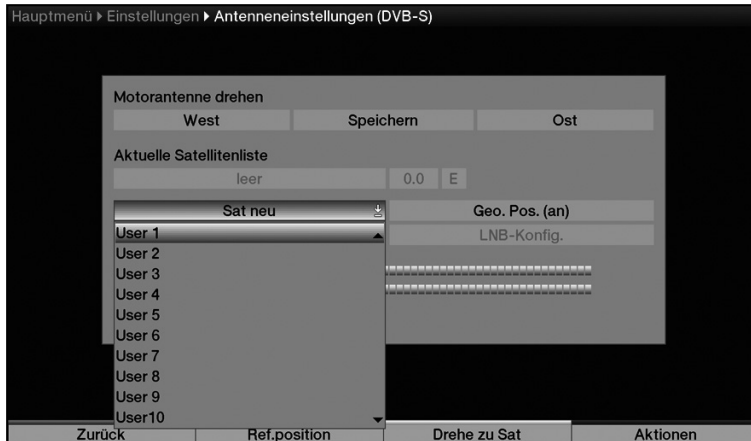 Hauptmenü Einstellungen Antenneneinstellungen (DVB-S)
Motorantenne drehen
West Speichern Ost
Aktuelle Satellitenliste
leer 0.0 E
Sat neu Geo. Pos. (an)
User 1 LNB-Konfig.
User 2
User 3
User 4
User 5
User 6
User 7
User 8
User 9
User10
Zurück Ref.position Drehe zu Sat Aktionen